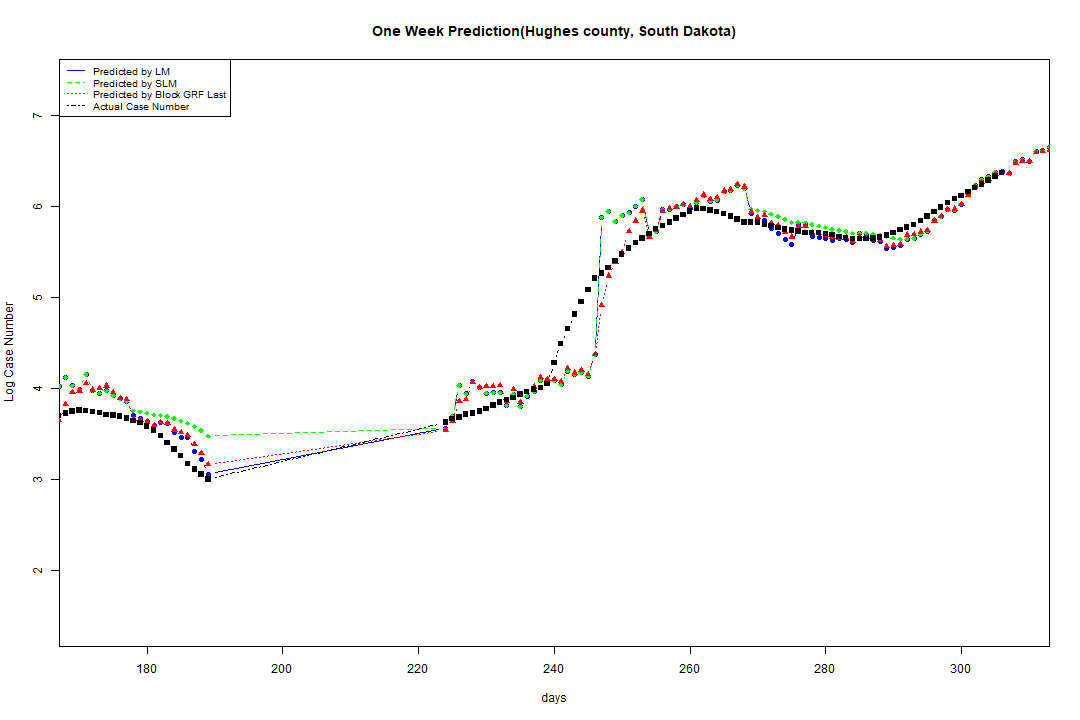 One Week Prediction(Hughes county, South Dakota)
Predicted by LM
Predicted by SLM
Predicted by Block GRF Last
Actual Case Number
Log Case Number
7
6
5
4
3
2
180 200 220 240 260 280 300
days